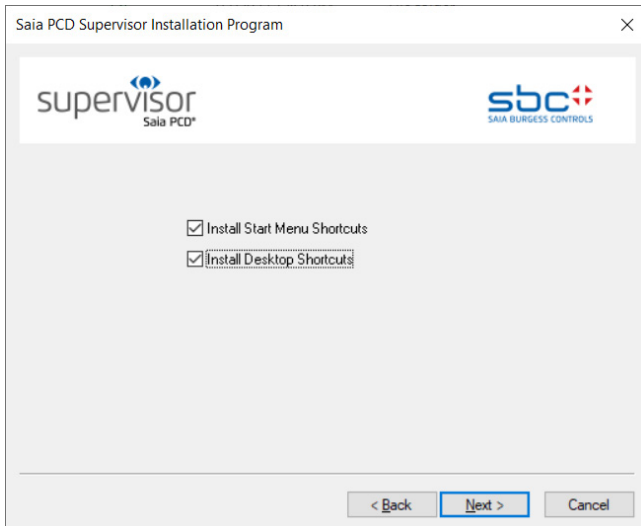 Saia PCD Supervisor Installation Program
supervisor
Saia PCD®
sbc
SAIA BURGESS CONTROLS
Install Start Menu Shortcuts
Install Desktop Shortcuts
< Back
Next >
Cancel